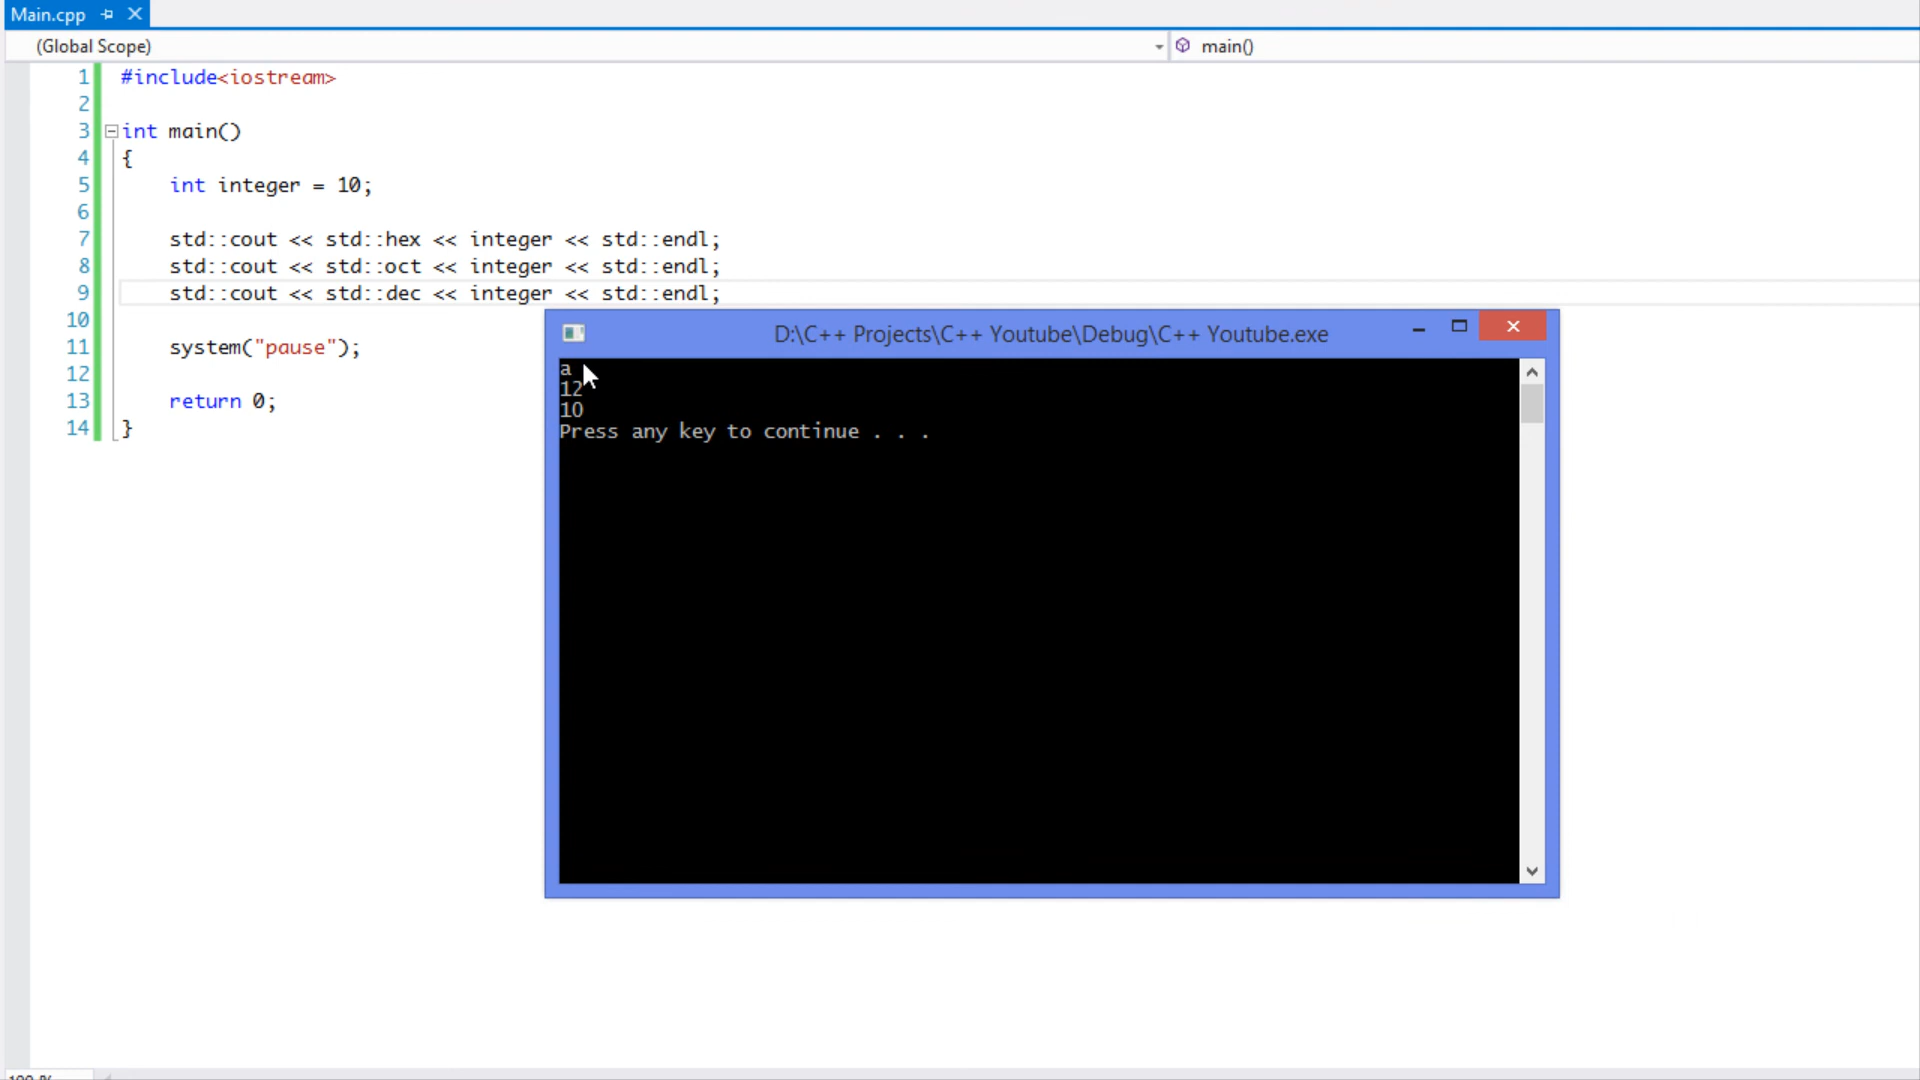 Main.cpp
(Global Scope) main()
1 #include<iostream>
2
3 int main()
4 {
5 int integer = 10;
6
7 std::cout << std::hex << integer << std::endl;
8 std::cout << std::oct << integer << std::endl;
9 std::cout << std::dec << integer << std::endl;
10
11 system("pause");
12
13 return 0;
14 }
D:\C++ Projects\C++ Youtube\Debug\C++ Youtube.exe
a
12
10
Press any key to continue . . .